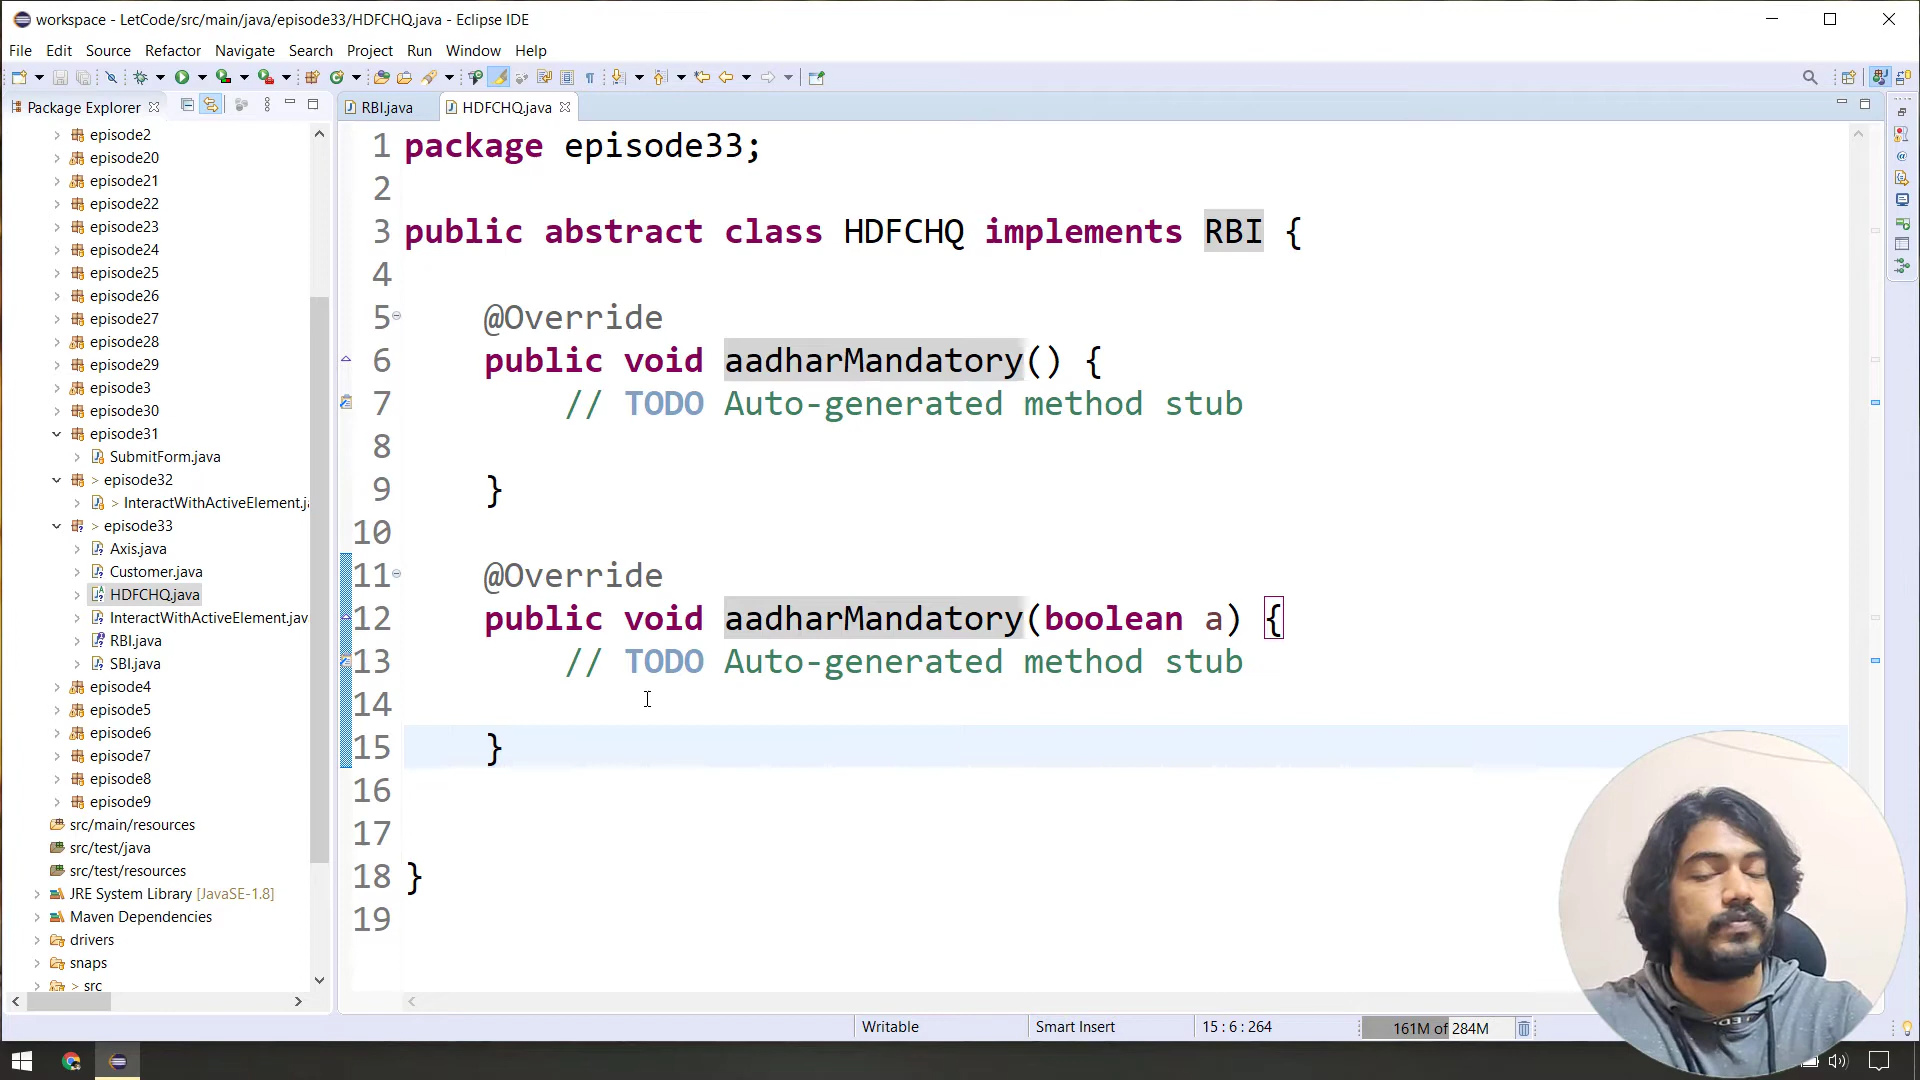 workspace - LetCode/src/main/java/episode33/HDFCHQ.java - Eclipse IDE
File Edit Source Refactor Navigate Search Project Run Window Help
Package Explorer
RBI.java
HDFCHQ.java
episode2
episode20
episode21
episode22
episode23
episode24
episode25
episode26
episode27
episode28
episode29
episode3
episode30
episode31
SubmitForm.java
> episode32
> InteractWithActiveElement.ja
> episode33
Axis.java
Customer.java
HDFCHQ.java
InteractWithActiveElement.java
RBI.java
SBI.java
episode4
episode5
episode6
episode7
episode8
episode9
src/main/resources
src/test/java
src/test/resources
JRE System Library [JavaSE-1.8]
Maven Dependencies
drivers
snaps
> src
1 package episode33;
2
3 public abstract class HDFCHQ implements RBI {
4
5 @Override
6 public void aadharMandatory() {
7 // TODO Auto-generated method stub
8
9 }
10
11 @Override
12 public void aadharMandatory(boolean a) {
13 // TODO Auto-generated method stub
14
15 }
16
17
18 }
19
Writable
Smart Insert
15 : 6 : 264
161M of 284M